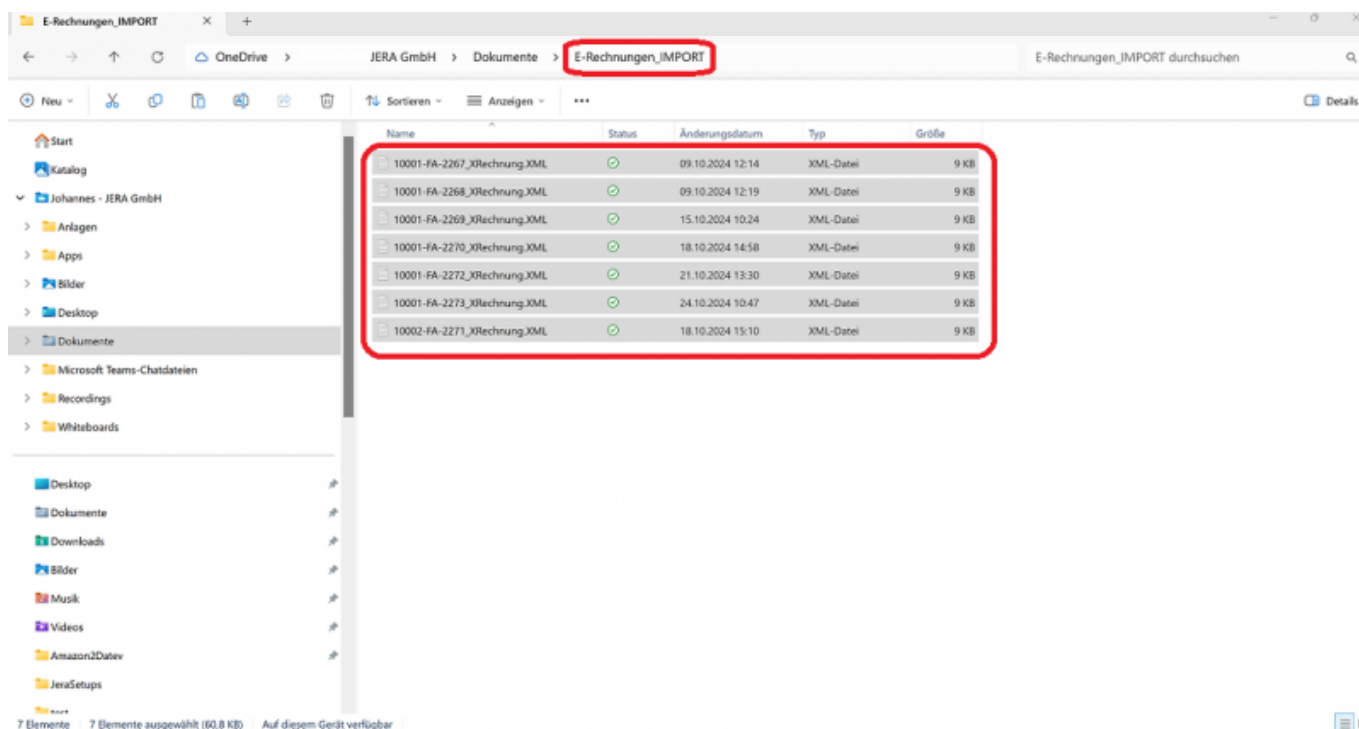 E-Rechnungen_IMPORT
OneDrive > JERA GmbH > Dokumente > E-Rechnungen_IMPORT
E-Rechnungen_IMPORT durchsuchen
Neu
Sortieren
Anzeigen
Details
Start
Katalog
Johannes - JERA GmbH
Anlagen
Apps
Bilder
Desktop
Dokumente
Microsoft Teams-Chatdateien
Recordings
Whiteboards
Desktop
Dokumente
Downloads
Bilder
Musik
Videos
Amazon2Datev
JeraSetups
test
Name Status Änderungsdatum Typ Größe
10001-FA-2267_XRechnung.XML 09.10.2024 12:14 XML-Datei 9 KB
10001-FA-2268_XRechnung.XML 09.10.2024 12:19 XML-Datei 9 KB
10001-FA-2269_XRechnung.XML 15.10.2024 10:24 XML-Datei 9 KB
10001-FA-2270_XRechnung.XML 18.10.2024 14:58 XML-Datei 9 KB
10001-FA-2272_XRechnung.XML 21.10.2024 13:30 XML-Datei 9 KB
10001-FA-2273_XRechnung.XML 24.10.2024 10:47 XML-Datei 9 KB
10002-FA-2271_XRechnung.XML 18.10.2024 15:10 XML-Datei 9 KB
7 Elemente 7 Elemente ausgewählt (60,8 KB) Auf diesem Gerät verfügbar